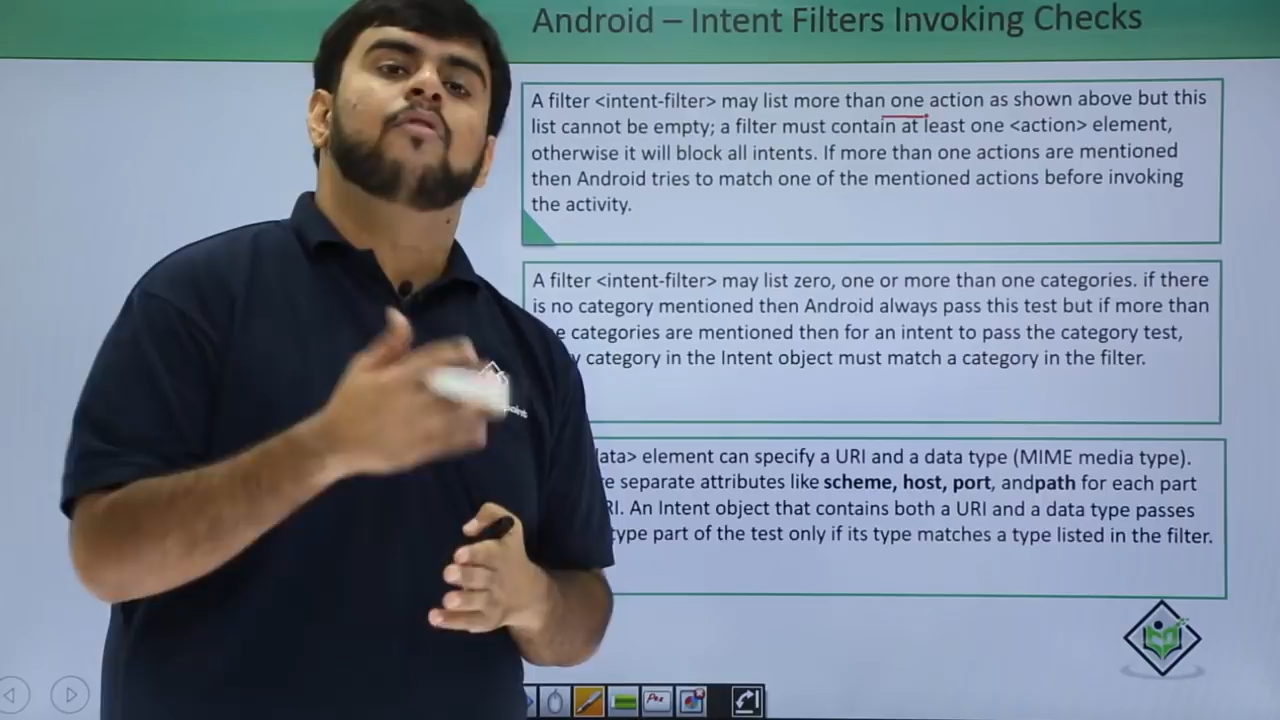 Android – Intent Filters Invoking Checks
A filter <intent-filter> may list more than one action as shown above but this
list cannot be empty; a filter must contain at least one <action> element,
otherwise it will block all intents. If more than one actions are mentioned
then Android tries to match one of the mentioned actions before invoking
the activity.
A filter <intent-filter> may list zero, one or more than one categories. if there
is no category mentioned then Android always pass this test but if more than
categories are mentioned then for an intent to pass the category test,
category in the Intent object must match a category in the filter.
element can specify a URI and a data type (MIME media type).
separate attributes like scheme, host, port, andpath for each part
An Intent object that contains both a URI and a data type passes
type part of the test only if its type matches a type listed in the filter.